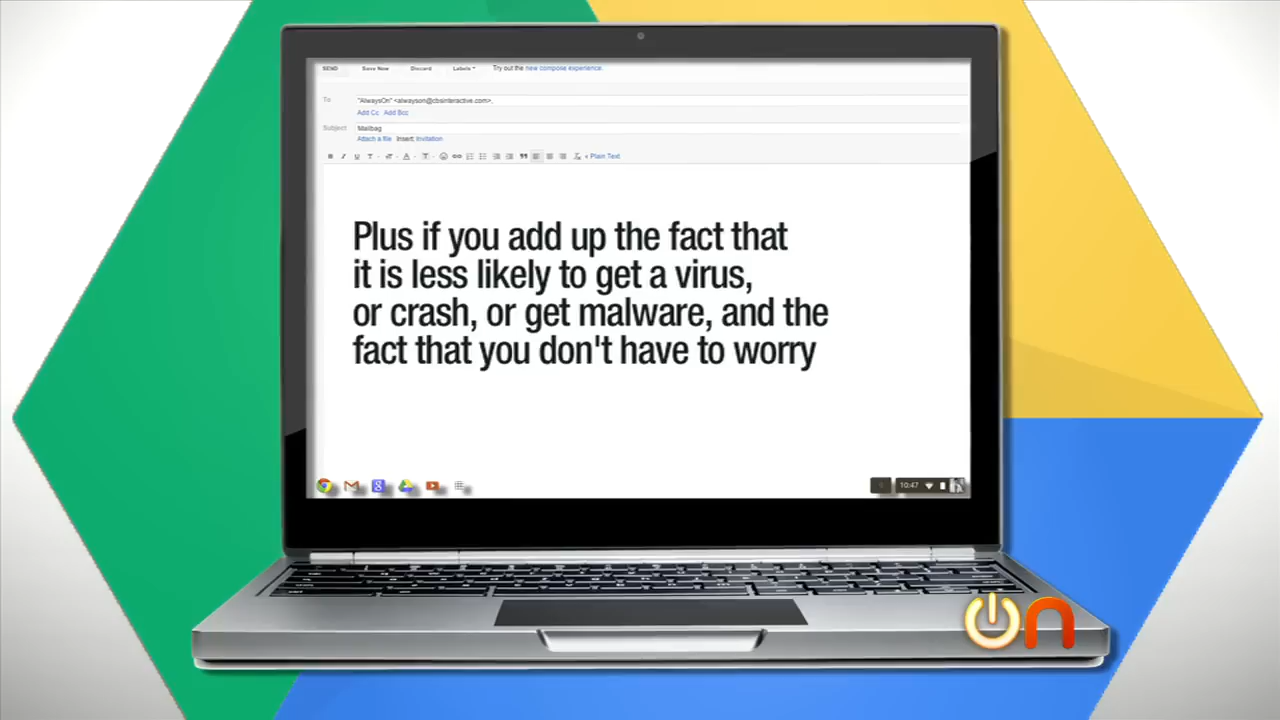 SEND Save Now Discard Labels Try out the new compose experience.
To "AlwaysOn" <alwayson@cbsinteractive.com>,
Add Cc Add Bcc
Subject Mailbag
Attach a file Insert: Invitation
B I U T T A T « Plain Text
Plus if you add up the fact that
it is less likely to get a virus,
or crash, or get malware, and the
fact that you don't have to worry
10:47
On